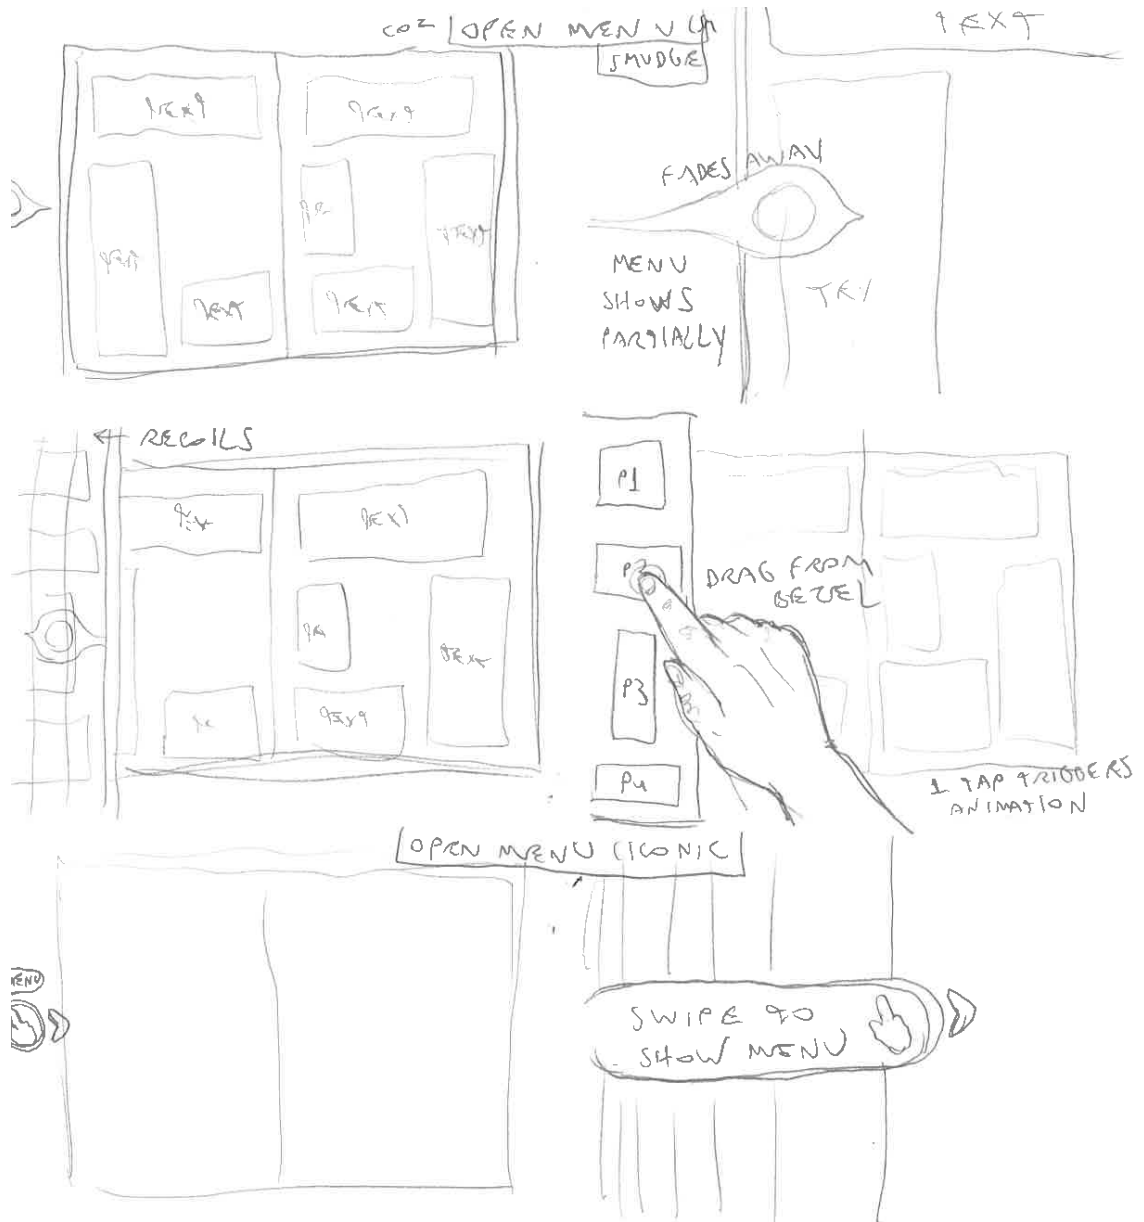 CO2 OPEN MENU
SMUDGE
TEXT
TEXT
TEXT
TEXT
TEXT
TEXT
TEXT
FADES AWAY
MENU
SHOWS
PARTIALLY
← RECOILS
TEXT
TEXT
TEXT
P1
P2
P3
P4
DRAG FROM
BEZEL
1 TAP TRIGGERS
ANIMATION
OPEN MENU (ICONIC
MENU
SWIPE TO
SHOW MENU